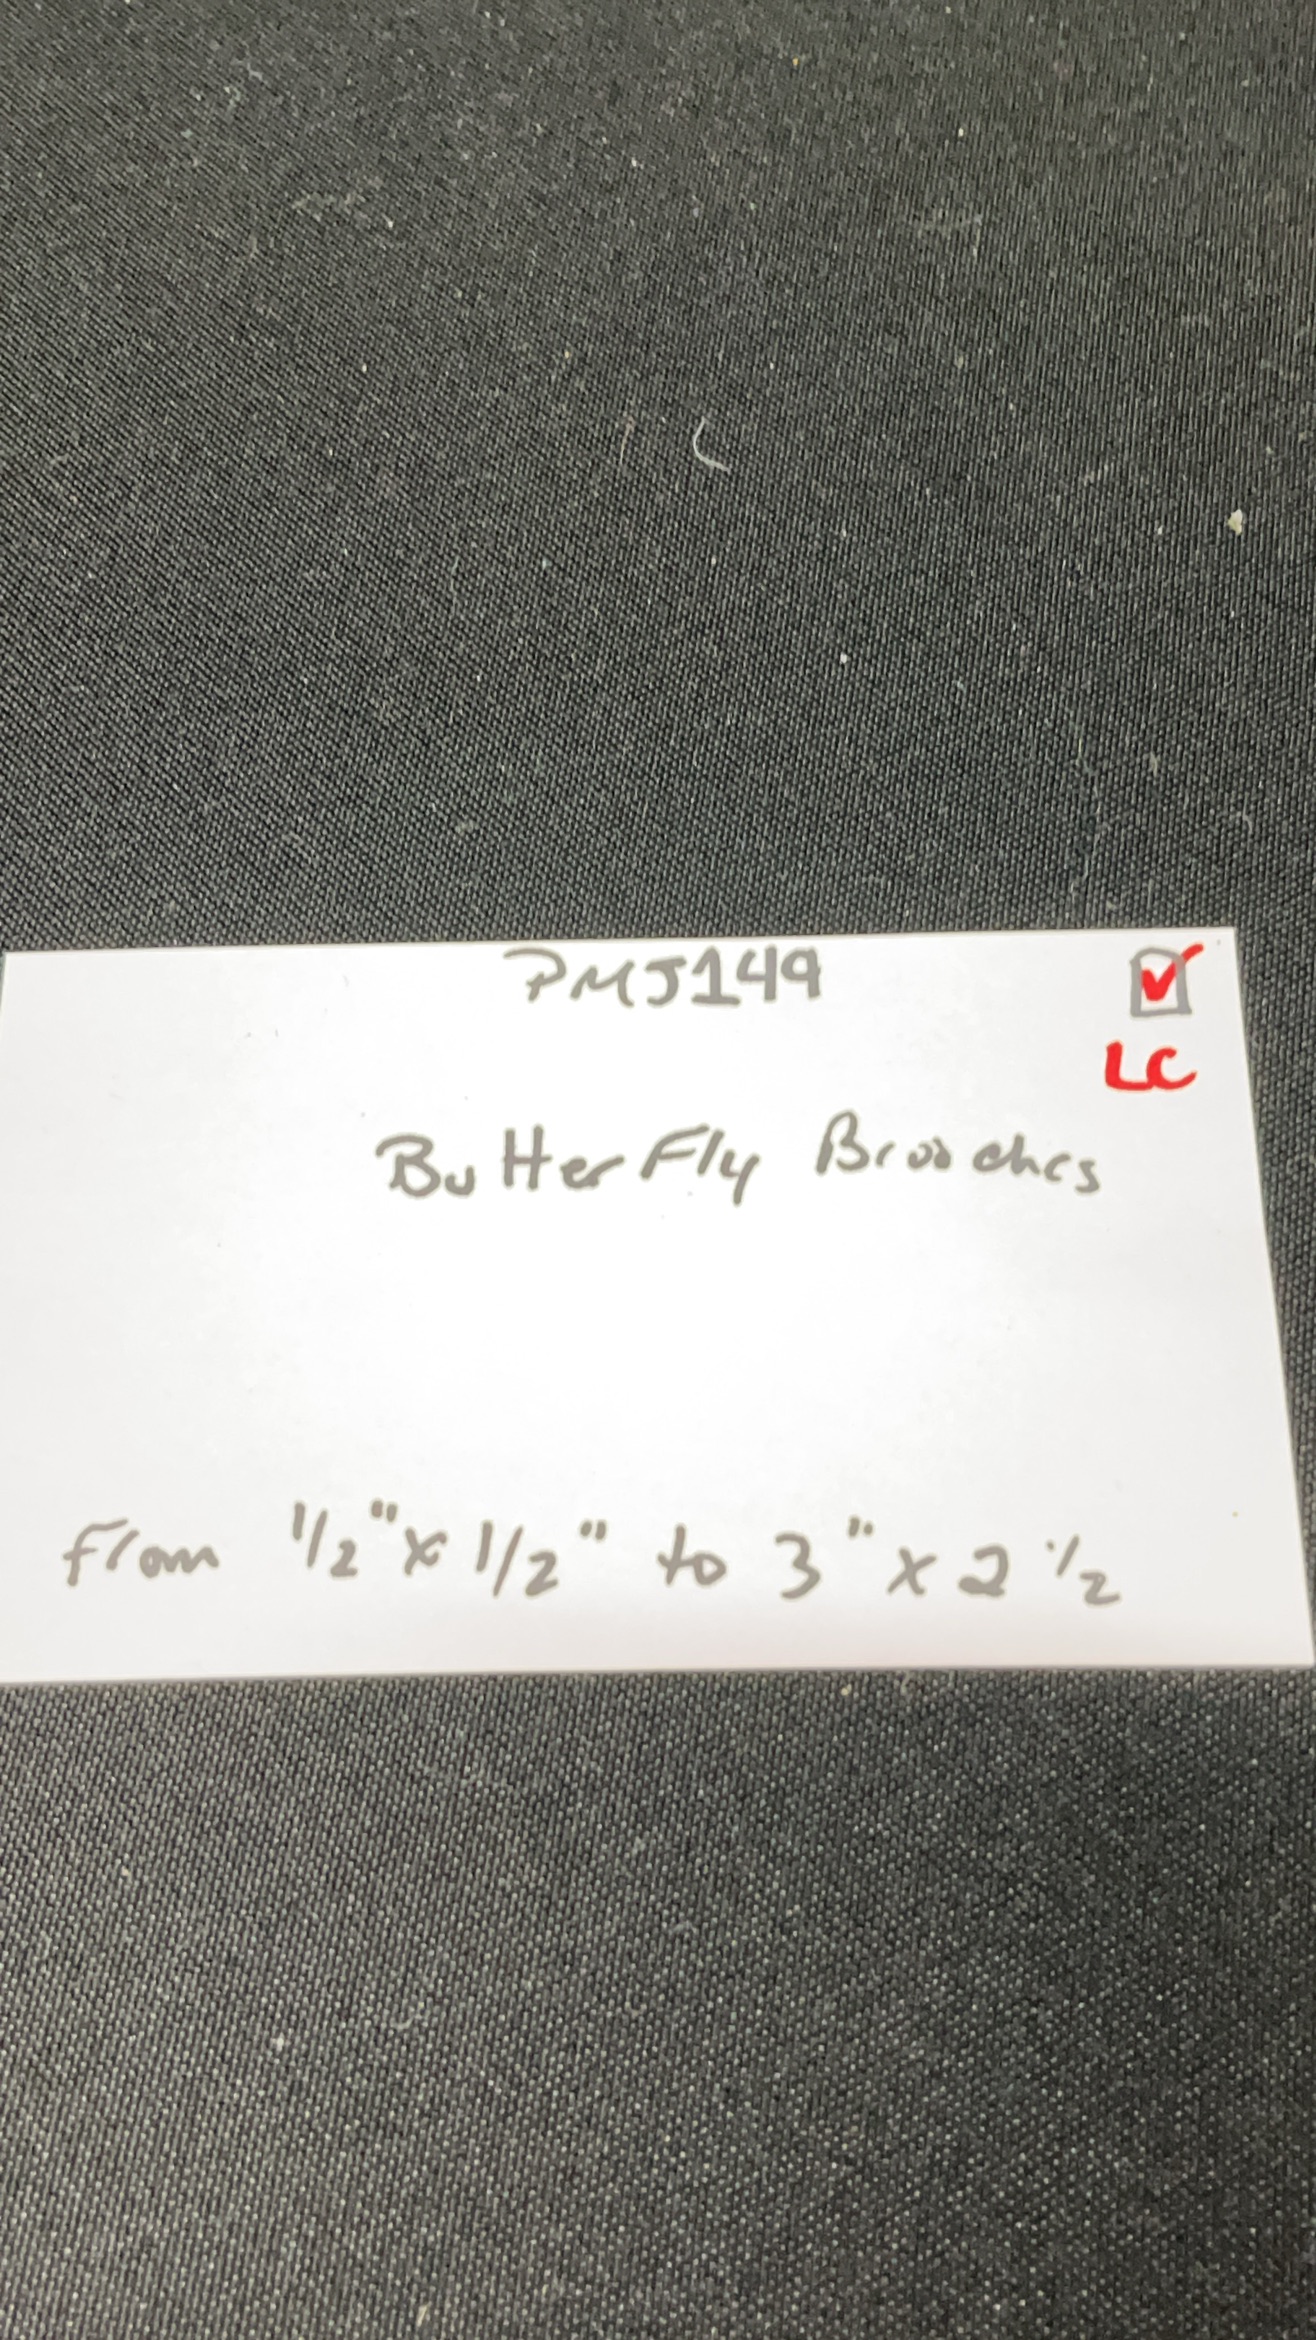 PMJ149
LC
Butterfly Brooches
From 1/2" x 1/2" to 3" x 2 1/2